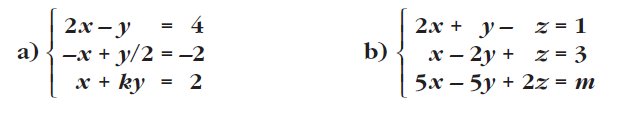 a) { 2x – y = 4
–x + y/2 = –2
x + ky = 2
b) { 2x + y – z = 1
x – 2y + z = 3
5x – 5y + 2z = m